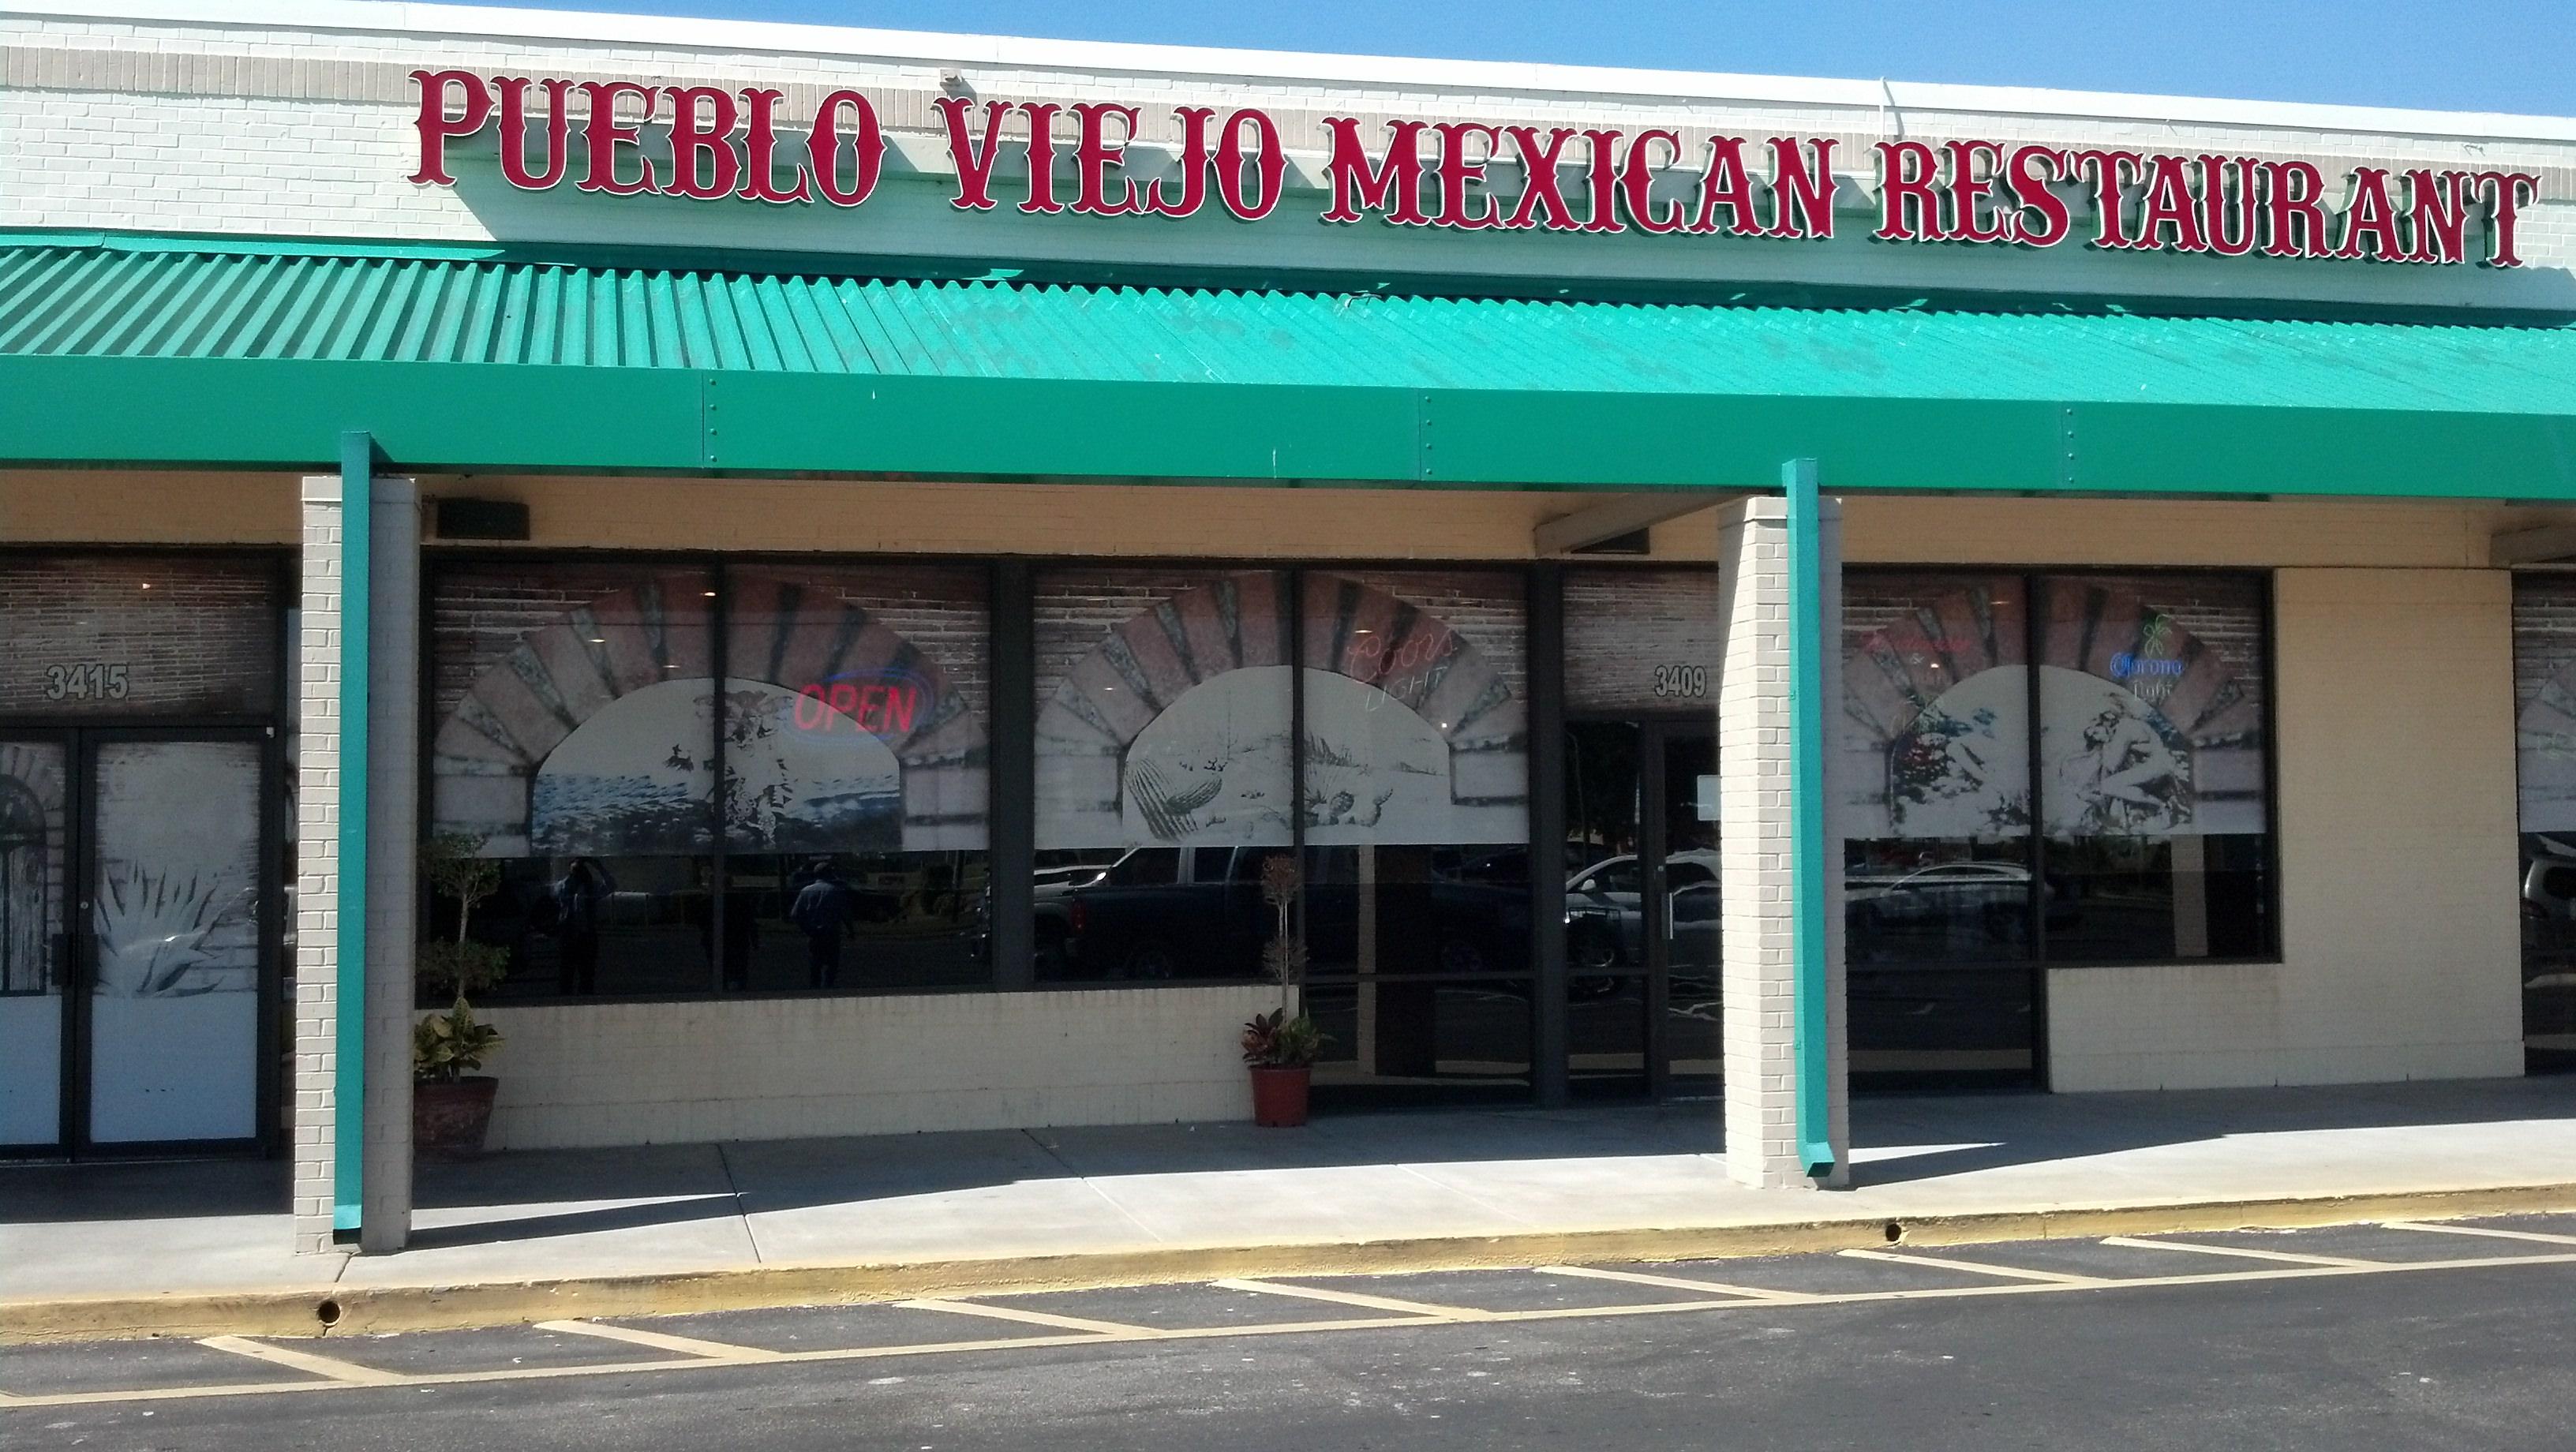 PUEBLO VIEJO MEXICAN RESTAURANT
3415
OPEN
Coors
LIGHT
3409
Corona
Light